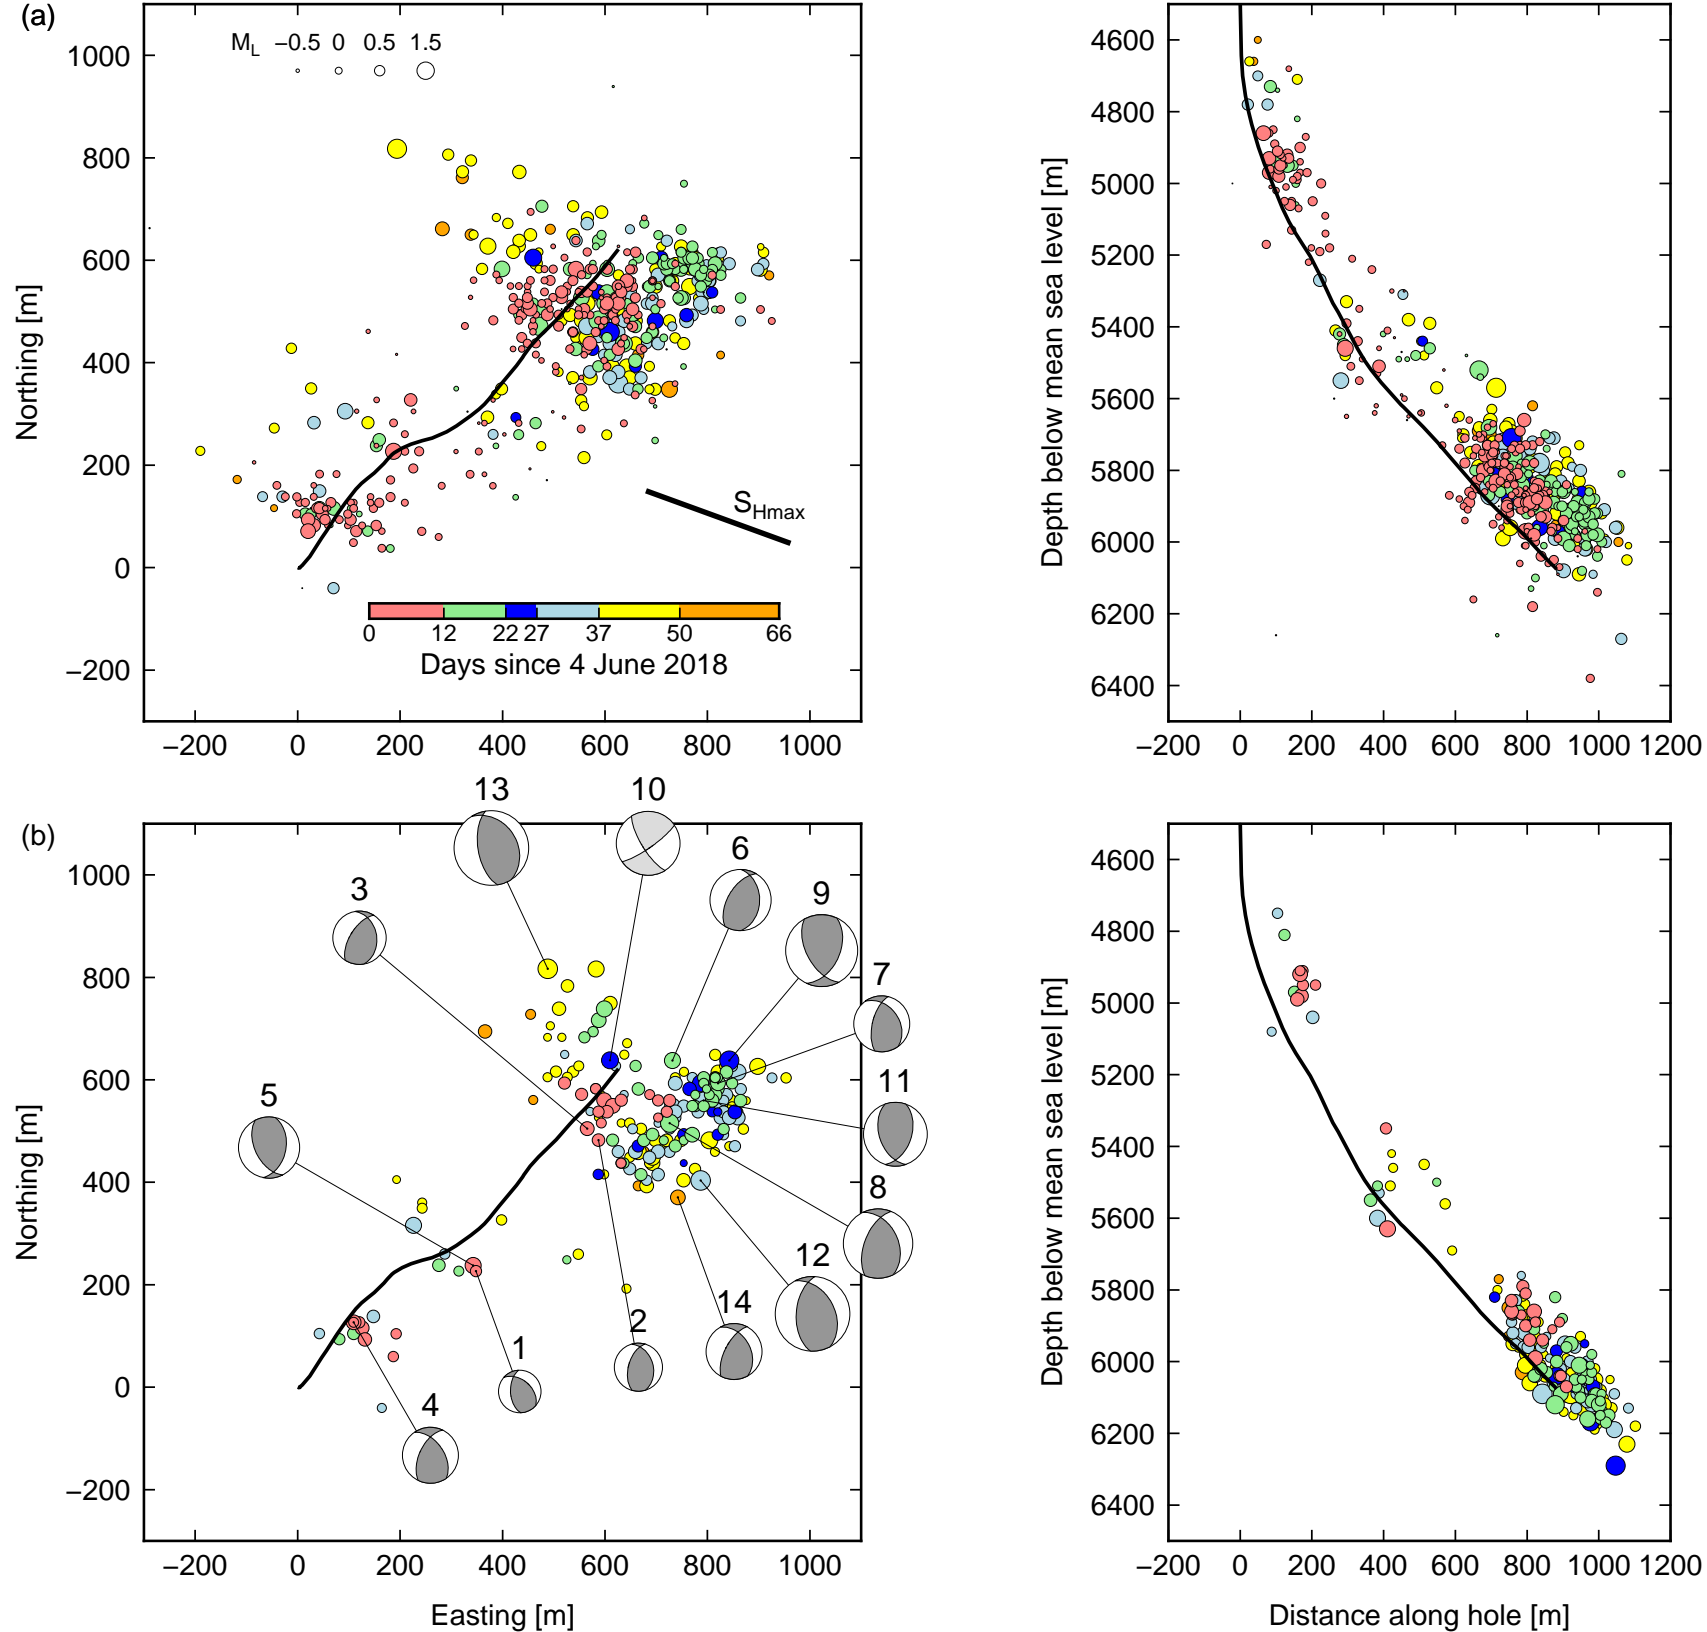 (a)
M_L −0.5 0 0.5 1.5
1000
800
600
400
200
0
−200
Northing [m]
S_Hmax
0 12 22 27 37 50 66
Days since 4 June 2018
−200 0 200 400 600 800 1000
4600
4800
5000
5200
5400
5600
5800
6000
6200
6400
Depth below mean sea level [m]
−200 0 200 400 600 800 1000 1200
(b)
13 10
6
3 9
7
5 11
8
12
14
2
1
4
1000
800
600
400
200
0
−200
Northing [m]
−200 0 200 400 600 800 1000
Easting [m]
4600
4800
5000
5200
5400
5600
5800
6000
6200
6400
Depth below mean sea level [m]
−200 0 200 400 600 800 1000 1200
Distance along hole [m]